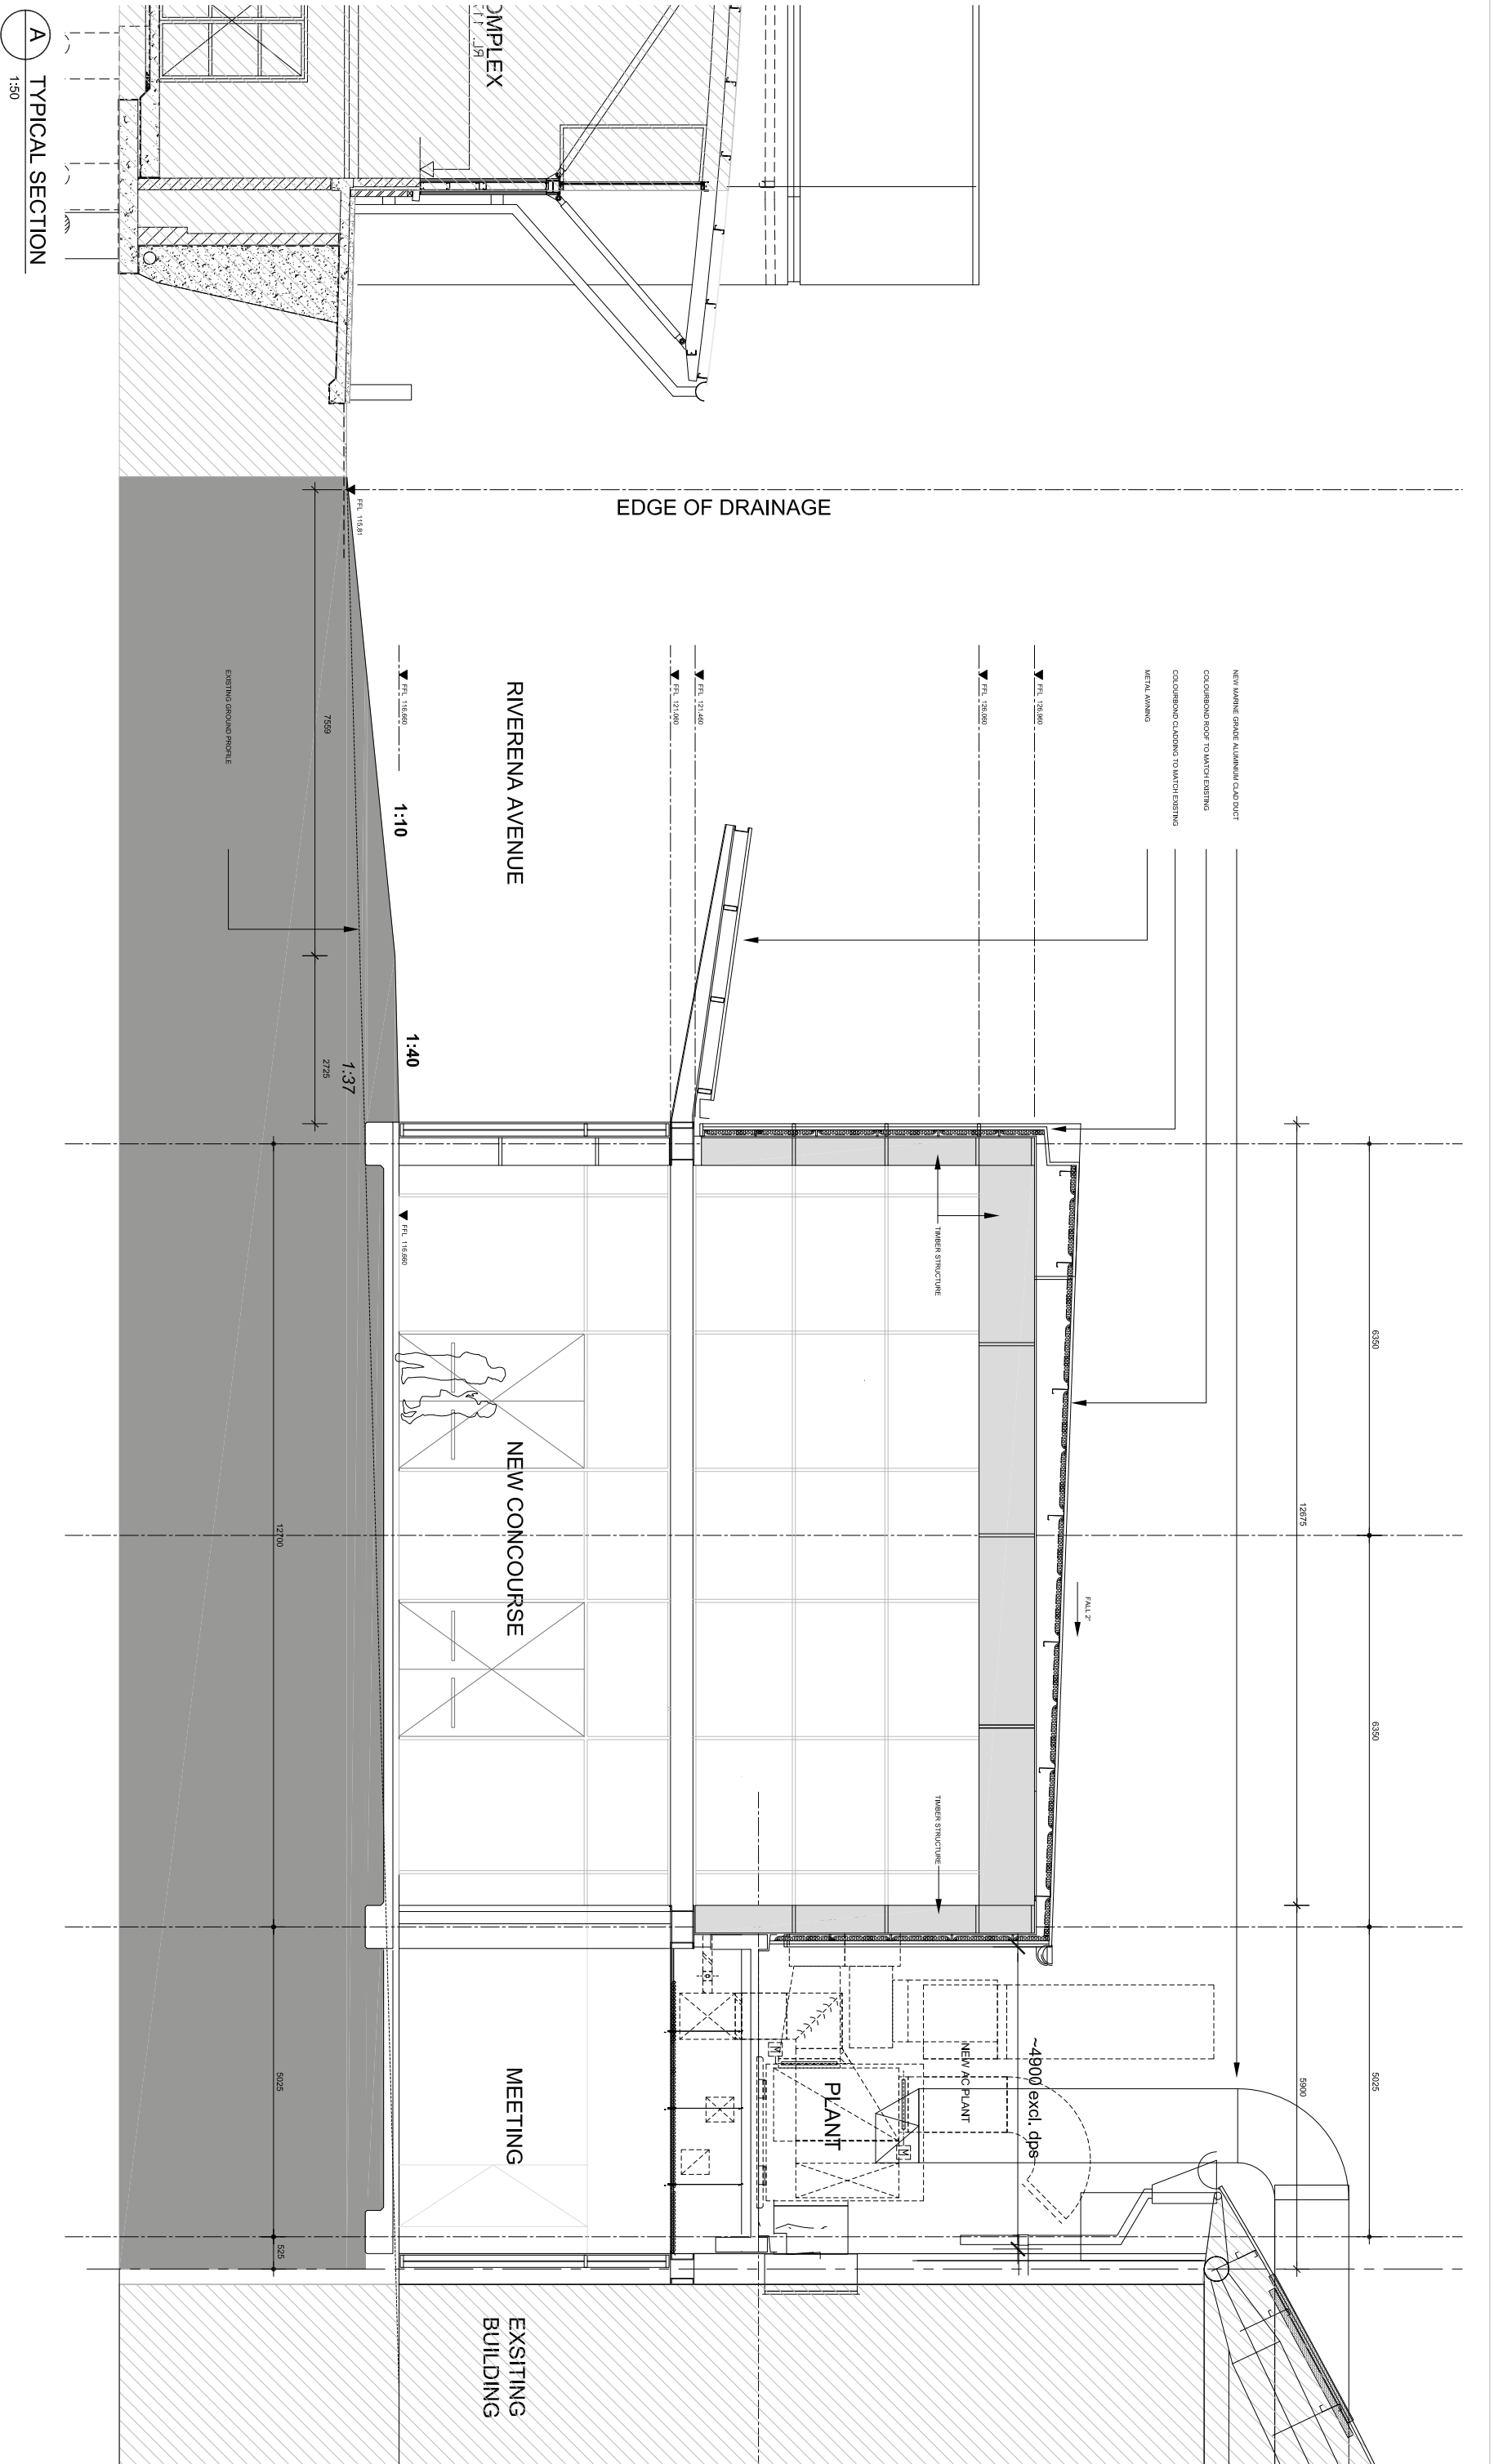 OMPLEX
RL. 11
NEW MARINE GRADE ALUMINIUM CLAD DUCT
COLOURBOND ROOF TO MATCH EXISTING
COLOURBOND CLADDING TO MATCH EXISTING
METAL AWNING
6350
6350
5025
12675
5900
FALL 2°
FFL 126.960
FFL 126.060
FFL 121.460
FFL 121.060
FFL 116.660
TIMBER STRUCTURE
TIMBER STRUCTURE
~4900 excl. dps
NEW AC PLANT
PLANT
M
M
EDGE OF DRAINAGE
RIVERENA AVENUE
NEW CONCOURSE
MEETING
EXSITING
BUILDING
FFL 116.660
1:10
1:40
1:37
FFL 115.81
7559
2725
12700
5025
525
EXISTING GROUND PROFILE
A
TYPICAL SECTION
1:50